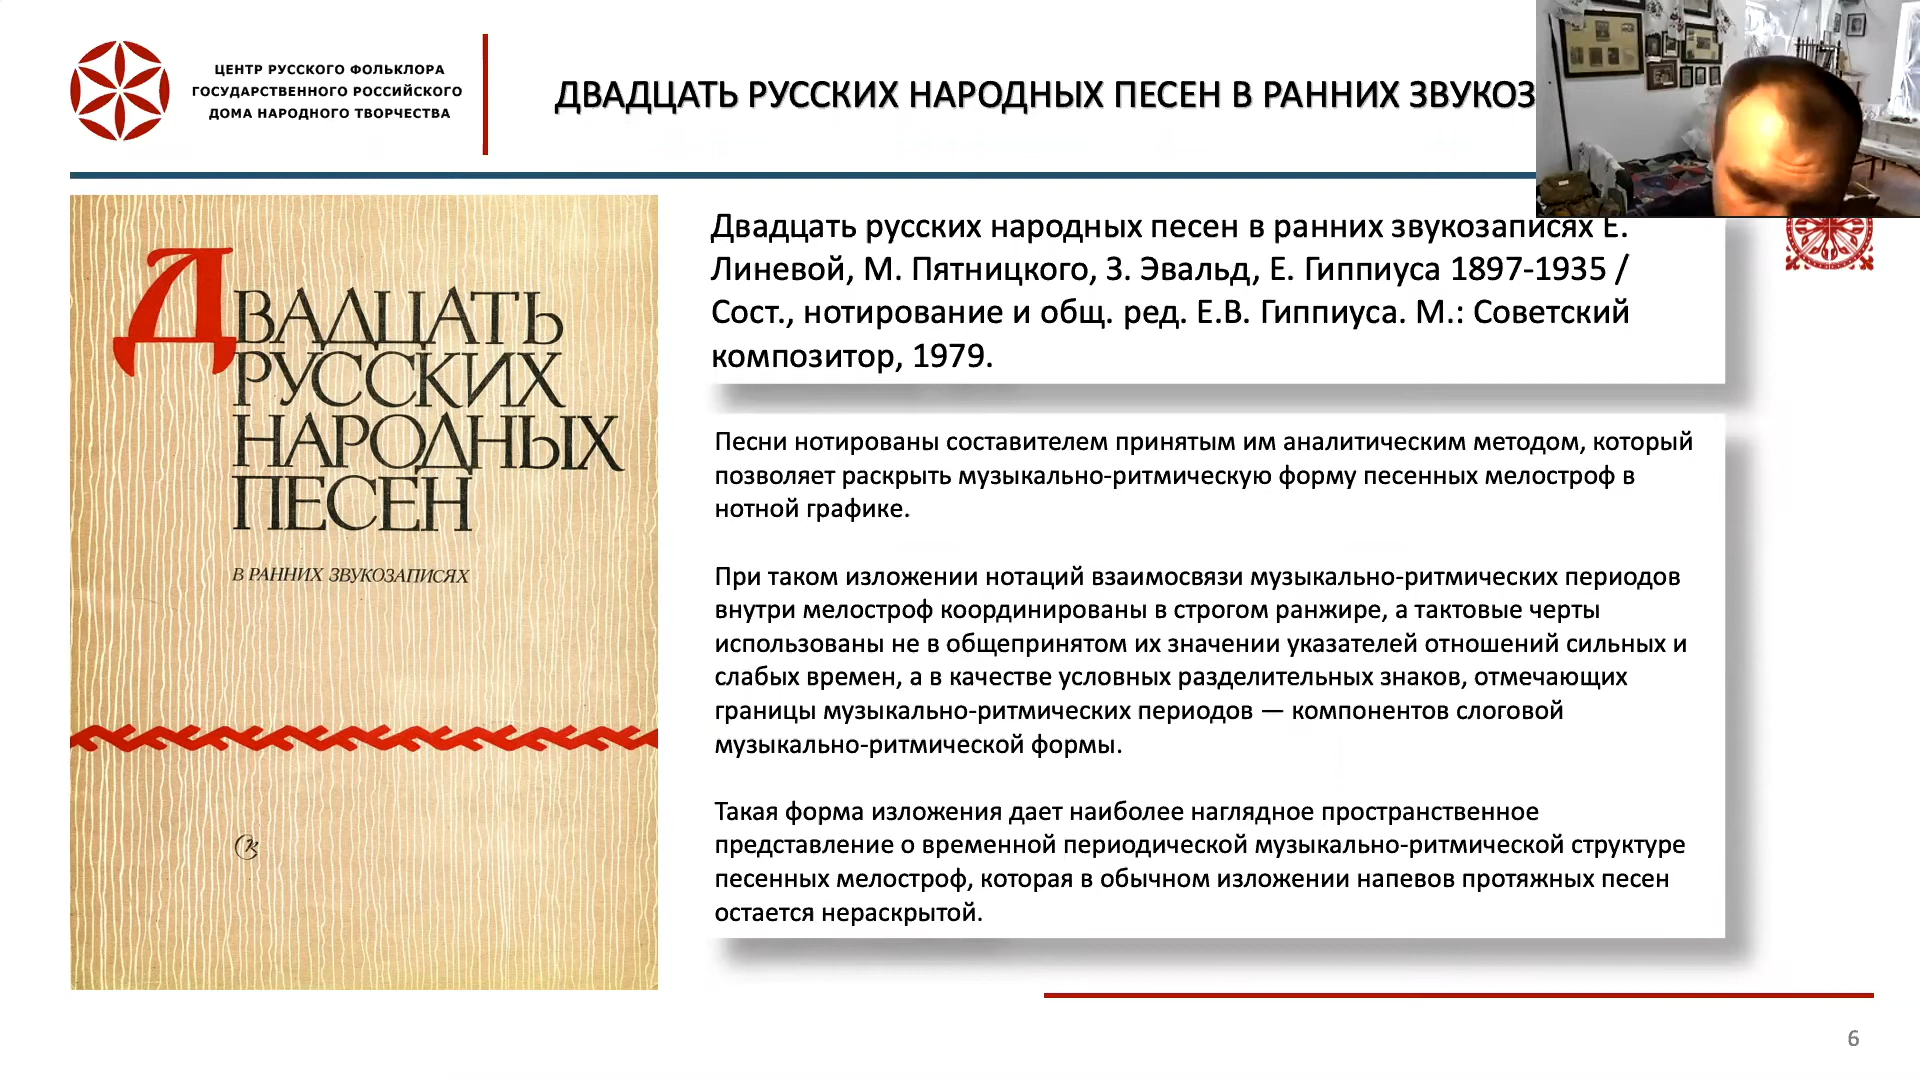 ЦЕНТР РУССКОГО ФОЛЬКЛОРА
ГОСУДАРСТВЕННОГО РОССИЙСКОГО
ДОМА НАРОДНОГО ТВОРЧЕСТВА
ДВАДЦАТЬ РУССКИХ НАРОДНЫХ ПЕСЕН В РАННИХ ЗВУКОЗ
ДВАДЦАТЬ
РУССКИХ
НАРОДНЫХ
ПЕСЕН
В РАННИХ ЗВУКОЗАПИСЯХ
Двадцать русских народных песен в ранних звукозаписях Е.
Линевой, М. Пятницкого, З. Эвальд, Е. Гиппиуса 1897-1935 /
Сост., нотирование и общ. ред. Е.В. Гиппиуса. М.: Советский
композитор, 1979.
Песни нотированы составителем принятым им аналитическим методом, который
позволяет раскрыть музыкально-ритмическую форму песенных мелостроф в
нотной графике.
При таком изложении нотаций взаимосвязи музыкально-ритмических периодов
внутри мелостроф координированы в строгом ранжире, а тактовые черты
использованы не в общепринятом их значении указателей отношений сильных и
слабых времен, а в качестве условных разделительных знаков, отмечающих
границы музыкально-ритмических периодов — компонентов слоговой
музыкально-ритмической формы.
Такая форма изложения дает наиболее наглядное пространственное
представление о временной периодической музыкально-ритмической структуре
песенных мелостроф, которая в обычном изложении напевов протяжных песен
остается нераскрытой.
6